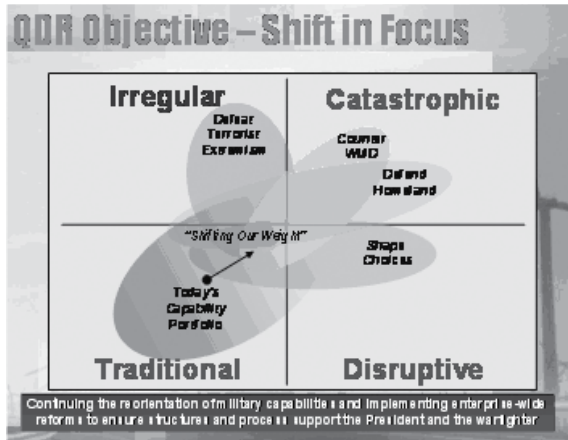 QDR Objective – Shift in Focus
Irregular
Catastrophic
Defeat
Terrorist
Extremism
Counter
WMD
Defend
Homeland
"Shifting Our Weight"
Shape
Choices
Today's
Capability
Portfolio
Traditional
Disruptive
Continuing the reorientation of military capabilities and implementing enterprise-wide
reforms to ensure structures and process support the President and the warfighter